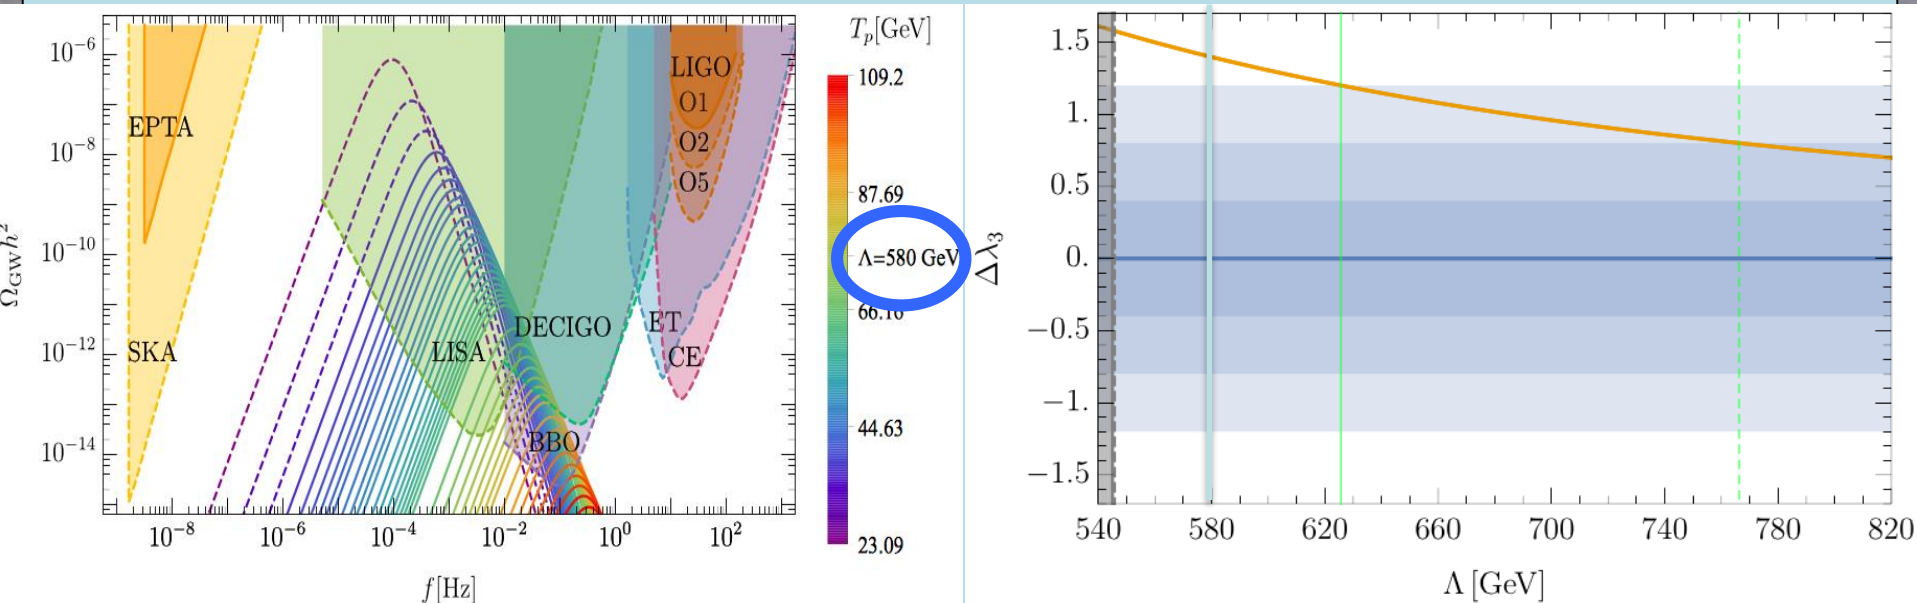 T_p[GeV]
10^{-6}
10^{-8}
10^{-10}
10^{-12}
10^{-14}
Ω_{GW}h^2
EPTA
SKA
LISA
DECIGO
BBO
ET
CE
LIGO
O1
O2
O5
10^{-8}
10^{-6}
10^{-4}
10^{-2}
10^{0}
10^{2}
f[Hz]
109.2
87.69
Λ=580 GeV
66.16
44.63
23.09
Δλ_3
1.5
1.
0.5
0.
−0.5
−1.
−1.5
540
580
620
660
700
740
780
820
Λ [GeV]